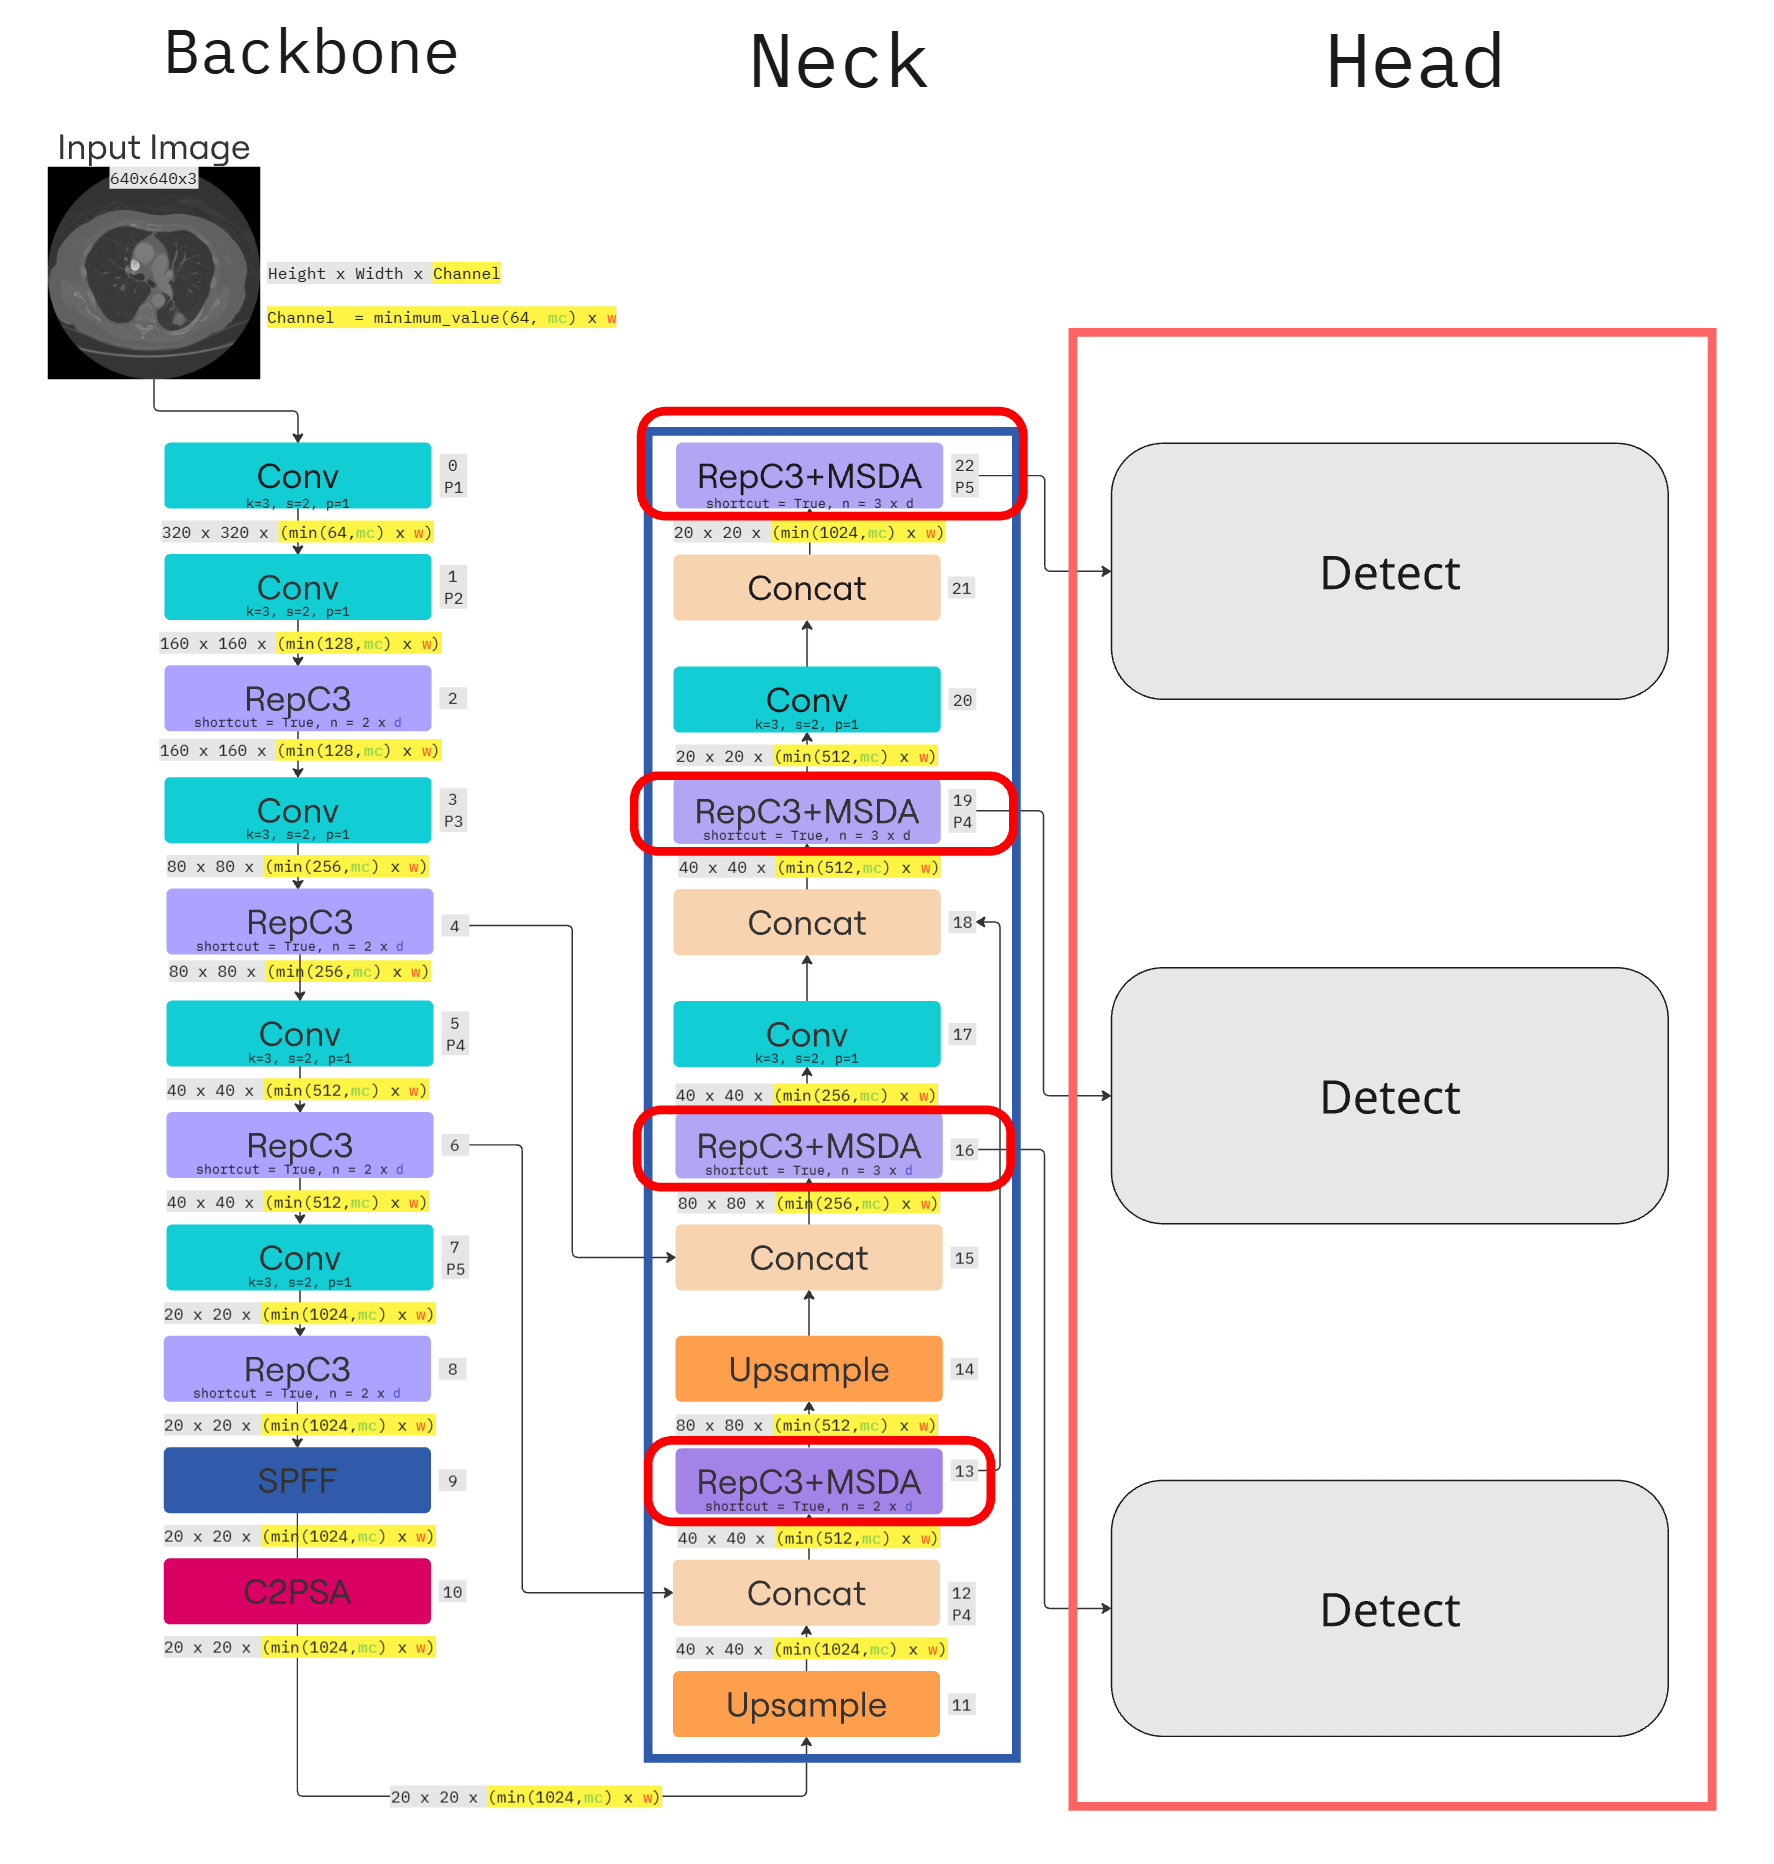 Backbone
Neck
Head
Input Image
640x640x3
Height x Width x Channel
Channel  = minimum_value(64, mc) x w
Conv
k=3, s=2, p=1
0
P1
320 x 320 x (min(64,mc) x w)
Conv
k=3, s=2, p=1
1
P2
160 x 160 x (min(128,mc) x w)
RepC3
shortcut = True, n = 2 x d
2
160 x 160 x (min(128,mc) x w)
Conv
k=3, s=2, p=1
3
P3
80 x 80 x (min(256,mc) x w)
RepC3
shortcut = True, n = 2 x d
4
80 x 80 x (min(256,mc) x w)
Conv
k=3, s=2, p=1
5
P4
40 x 40 x (min(512,mc) x w)
RepC3
shortcut = True, n = 2 x d
6
40 x 40 x (min(512,mc) x w)
Conv
k=3, s=2, p=1
7
P5
20 x 20 x (min(1024,mc) x w)
RepC3
shortcut = True, n = 2 x d
8
20 x 20 x (min(1024,mc) x w)
SPFF
9
20 x 20 x (min(1024,mc) x w)
C2PSA
10
20 x 20 x (min(1024,mc) x w)
20 x 20 x (min(1024,mc) x w)
RepC3+MSDA
shortcut = True, n = 3 x d
22
P5
20 x 20 x (min(1024,mc) x w)
Concat
21
Conv
k=3, s=2, p=1
20
20 x 20 x (min(512,mc) x w)
RepC3+MSDA
shortcut = True, n = 3 x d
19
P4
40 x 40 x (min(512,mc) x w)
Concat
18
Conv
k=3, s=2, p=1
17
40 x 40 x (min(256,mc) x w)
RepC3+MSDA
shortcut = True, n = 3 x d
16
80 x 80 x (min(256,mc) x w)
Concat
15
Upsample
14
80 x 80 x (min(512,mc) x w)
RepC3+MSDA
shortcut = True, n = 2 x d
13
40 x 40 x (min(512,mc) x w)
Concat
12
P4
40 x 40 x (min(1024,mc) x w)
Upsample
11
Detect
Detect
Detect